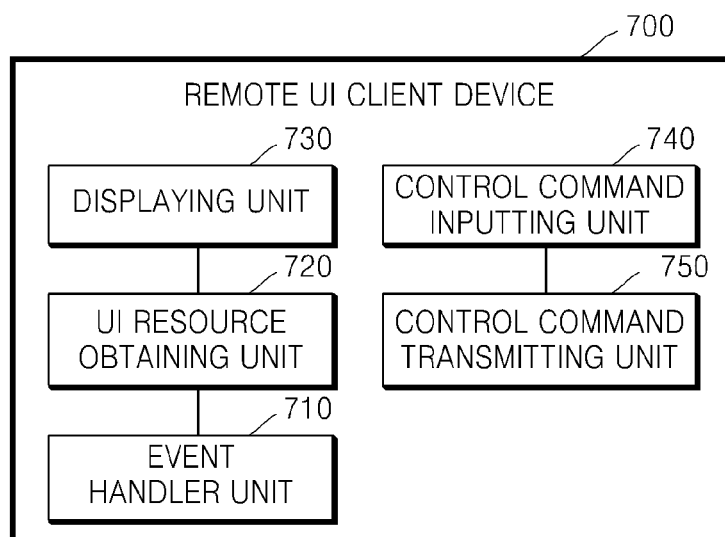 700
REMOTE UI CLIENT DEVICE
730
DISPLAYING UNIT
740
CONTROL COMMAND
INPUTTING UNIT
720
UI RESOURCE
OBTAINING UNIT
750
CONTROL COMMAND
TRANSMITTING UNIT
710
EVENT
HANDLER UNIT